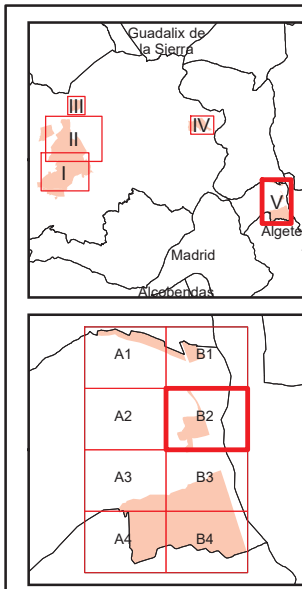 Guadalix de
la Sierra
III
IV
II
I
V
Algete
Madrid
Alcobendas
A1
B1
A2
B2
A3
B3
A4
B4